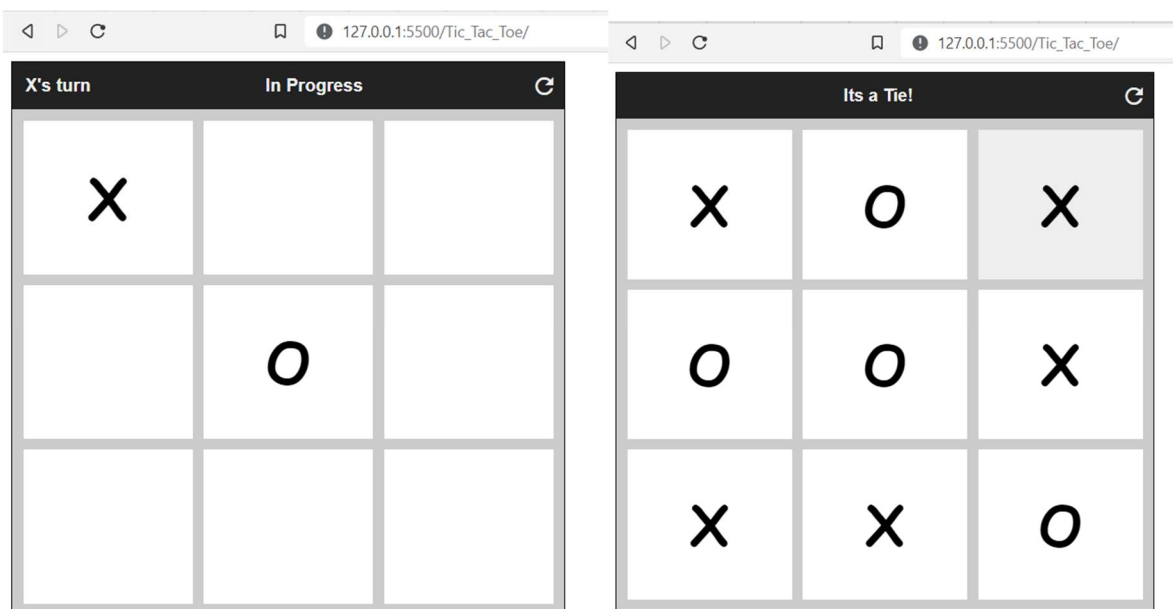 127.0.0.1:5500/Tic_Tac_Toe/
X's turn In Progress
X
O
127.0.0.1:5500/Tic_Tac_Toe/
Its a Tie!
X O X
O O X
X X O